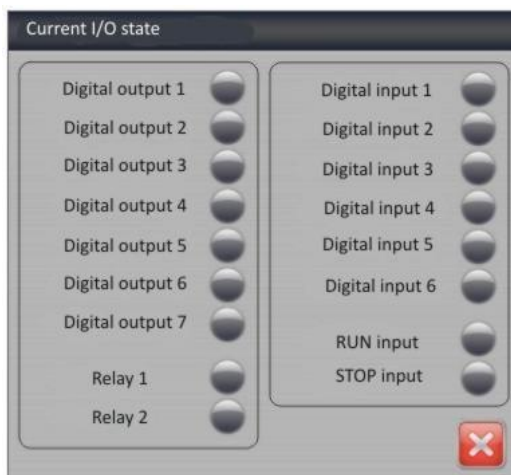 Current I/O state
Digital output 1
Digital output 2
Digital output 3
Digital output 4
Digital output 5
Digital output 6
Digital output 7
Relay 1
Relay 2
Digital input 1
Digital input 2
Digital input 3
Digital input 4
Digital input 5
Digital input 6
RUN input
STOP input